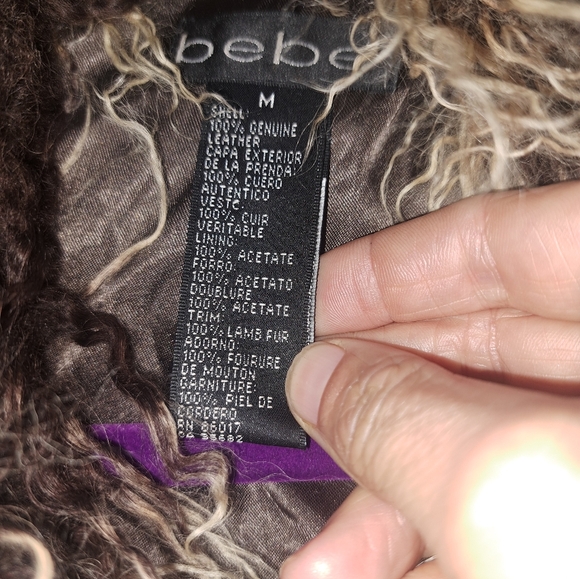 bebe
M
SHELL:
100% GENUINE
LEATHER
CAPA EXTERIOR
DE LA PRENDA:
100% CUERO
AUTENTICO
VESTE:
100% CUIR
VERITABLE
LINING:
100% ACETATE
FORRO:
100% ACETATO
DOUBLURE
100% ACETATE
TRIM:
100% LAMB FUR
ADORNO:
100% FOURURE
DE MOUTON
GARNITURE:
100% PIEL DE
CORDERO
RN 86017